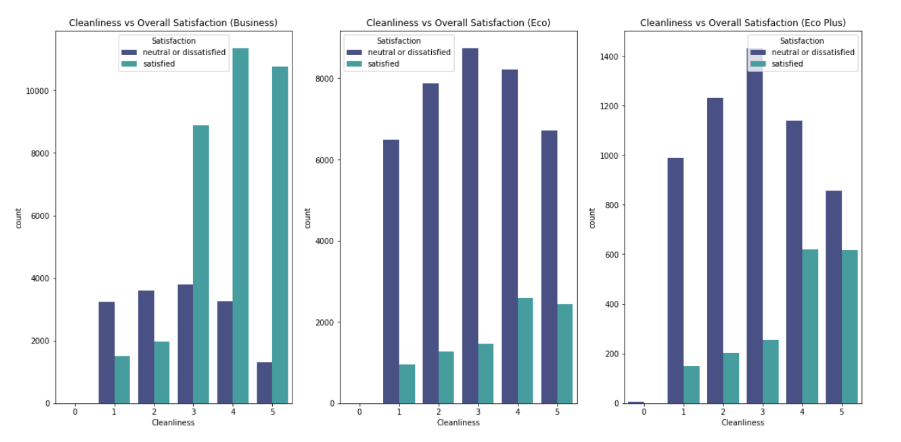 Cleanliness vs Overall Satisfaction (Business)
Satisfaction
neutral or dissatisfied
satisfied
10000
8000
6000
4000
2000
0
count
0 1 2 3 4 5
Cleanliness
Cleanliness vs Overall Satisfaction (Eco)
Satisfaction
neutral or dissatisfied
satisfied
8000
6000
4000
2000
0
count
0 1 2 3 4 5
Cleanliness
Cleanliness vs Overall Satisfaction (Eco Plus)
Satisfaction
neutral or dissatisfied
satisfied
1400
1200
1000
800
600
400
200
0
count
0 1 2 3 4 5
Cleanliness